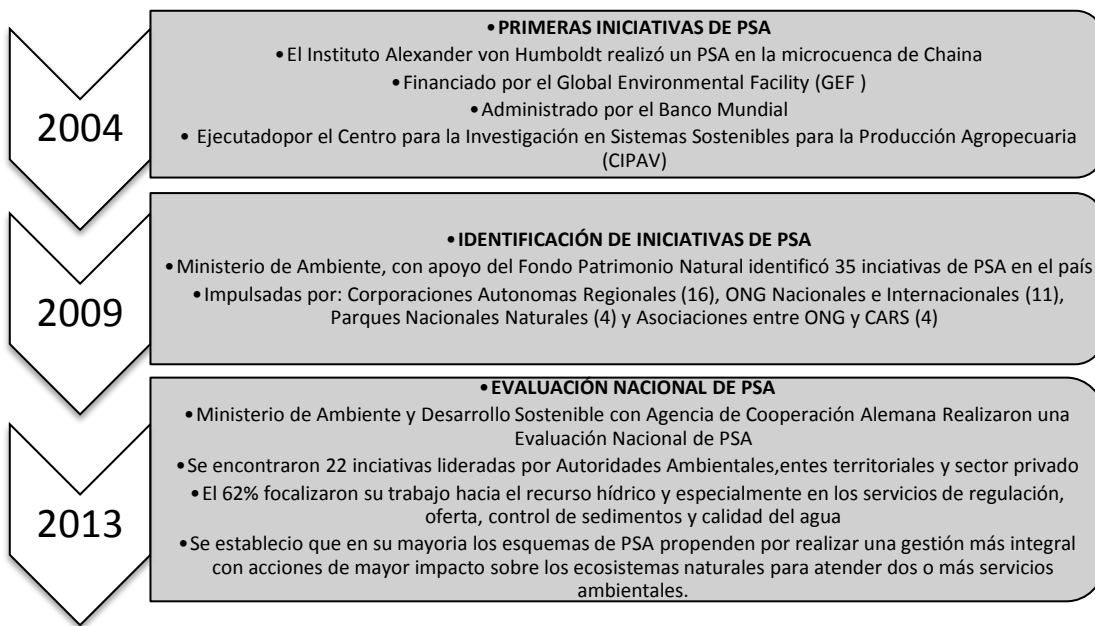 2004
•PRIMERAS INICIATIVAS DE PSA
•El Instituto Alexander von Humboldt realizó un PSA en la microcuenca de Chaina
•Financiado por el Global Environmental Facility (GEF )
•Administrado por el Banco Mundial
• Ejecutadopor el Centro para la Investigación en Sistemas Sostenibles para la Producción Agropecuaria
(CIPAV)
2009
•IDENTIFICACIÓN DE INICIATIVAS DE PSA
•Ministerio de Ambiente, con apoyo del Fondo Patrimonio Natural identificó 35 inciativas de PSA en el país
•Impulsadas por: Corporaciones Autonomas Regionales (16), ONG Nacionales e Internacionales (11),
Parques Nacionales Naturales (4) y Asociaciones entre ONG y CARS (4)
2013
•EVALUACIÓN NACIONAL DE PSA
•Ministerio de Ambiente y Desarrollo Sostenible con Agencia de Cooperación Alemana Realizaron una
Evaluación Nacional de PSA
•Se encontraron 22 inciativas lideradas por Autoridades Ambientales,entes territoriales y sector privado
•El 62% focalizaron su trabajo hacia el recurso hídrico y especialmente en los servicios de regulación,
oferta, control de sedimentos y calidad del agua
•Se establecio que en su mayoria los esquemas de PSA propenden por realizar una gestión más integral
con acciones de mayor impacto sobre los ecosistemas naturales para atender dos o más servicios
ambientales.